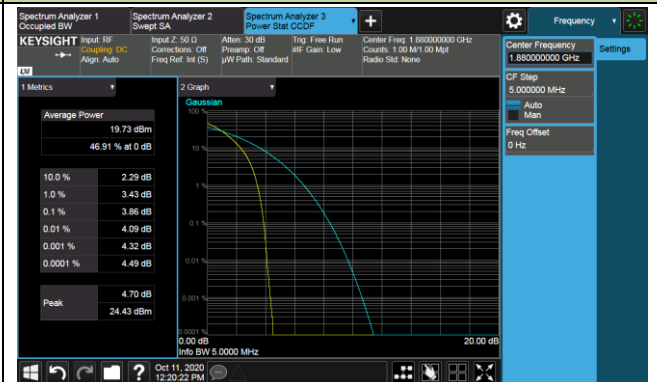 Spectrum Analyzer 1
Occupied BW
Spectrum Analyzer 2
Swept SA
Spectrum Analyzer 3
Power Stat CCDF
+
Frequency
KEYSIGHT
Input: RF
Coupling: DC
Align: Auto
Input Z: 50 Ω
Corrections: Off
Freq Ref: Int (S)
Atten: 30 dB
Preamp: Off
µW Path: Standard
Trig: Free Run
#IF Gain: Low
Center Freq: 1.880000000 GHz
Counts: 1.00 M/1.00 Mpt
Radio Std: None
LXI
1 Metrics
Average Power
19.73 dBm
46.91 % at 0 dB
10.0 % 2.29 dB
1.0 % 3.43 dB
0.1 % 3.86 dB
0.01 % 4.09 dB
0.001 % 4.32 dB
0.0001 % 4.49 dB
Peak
4.70 dB
24.43 dBm
2 Graph
Gaussian
100 %
10 %
1 %
0.1 %
0.01 %
0.001 %
0.0001 %
0.00 dB
20.00 dB
Info BW 5.0000 MHz
Center Frequency
1.880000000 GHz
Settings
CF Step
5.000000 MHz
Auto
Man
Freq Offset
0 Hz
?
Oct 11, 2020
12:20:22 PM